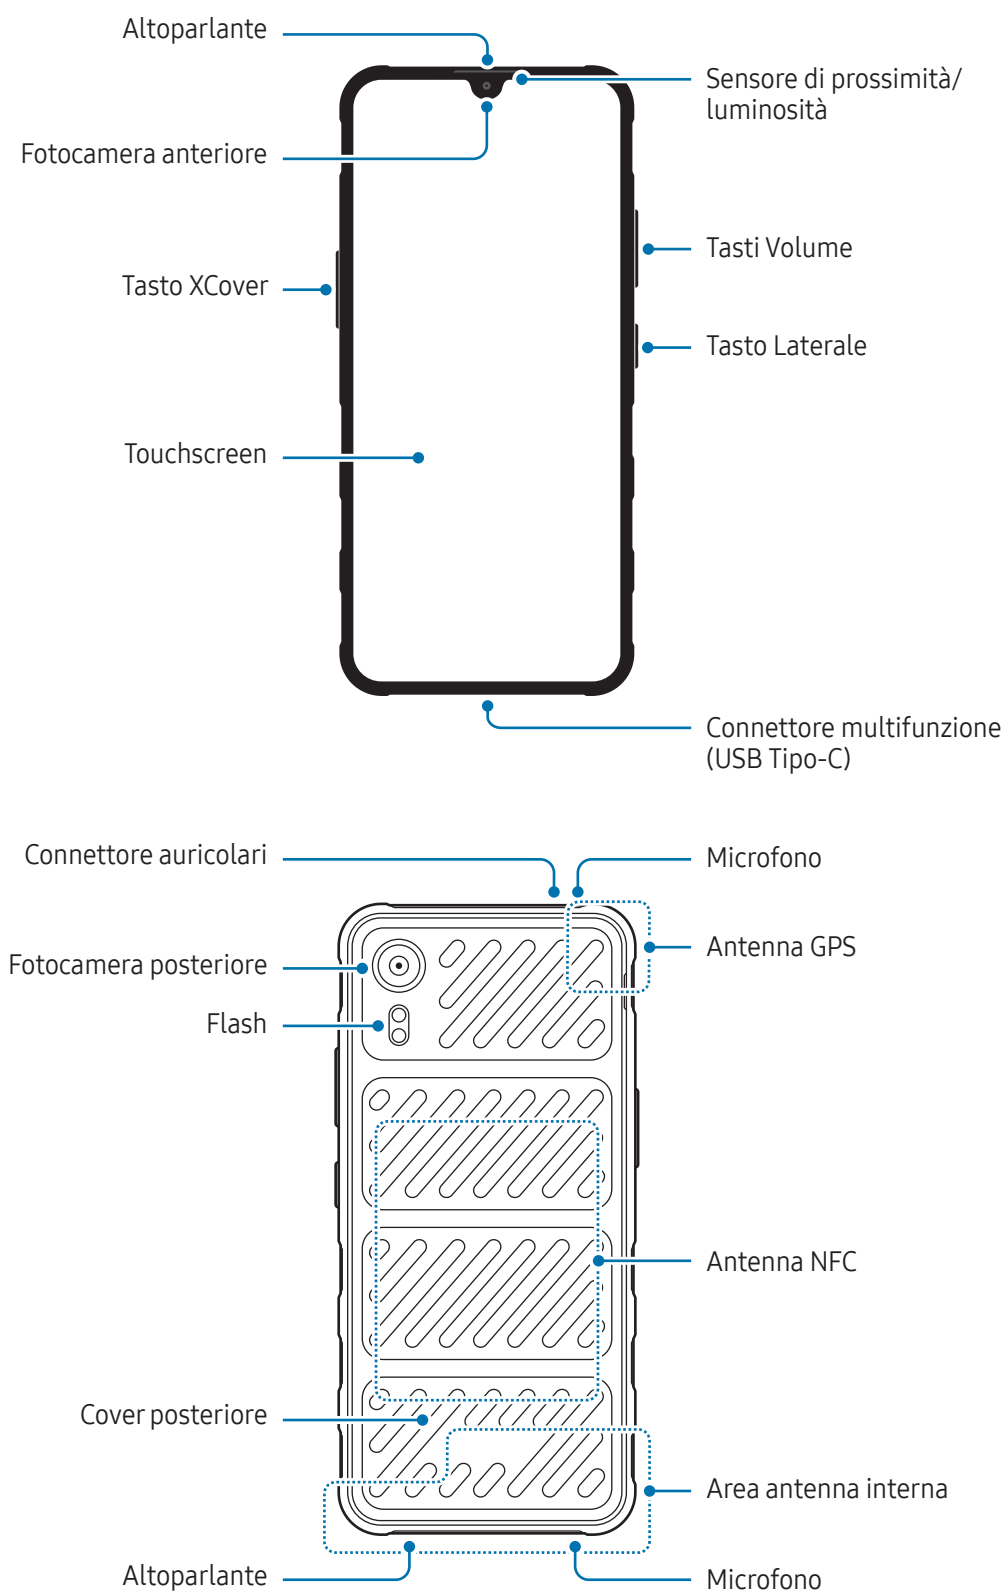 Altoparlante
Sensore di prossimità/
luminosità
Fotocamera anteriore
Tasti Volume
Tasto XCover
Tasto Laterale
Touchscreen
Connettore multifunzione
(USB Tipo-C)
Connettore auricolari
Microfono
Antenna GPS
Fotocamera posteriore
Flash
Antenna NFC
Cover posteriore
Area antenna interna
Altoparlante
Microfono